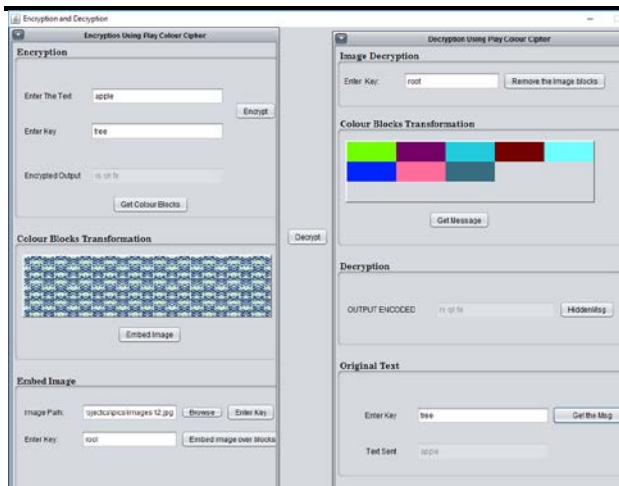 Encryption and Decryption
Encryption Using Play Colour Cipher
Encryption
Enter The Text
apple
Encrypt
Enter Key
tree
Encrypted Output
Get Colour Blocks
Colour Blocks Transformation
Embed Image
Embed Image
Image Path:
Browse
Enter Key
Enter Key:
root
Embed image over blocks
Decrypt
Decryption Using Play Colour Cipher
Image Decryption
Enter Key:
root
Remove the image blocks
Colour Blocks Transformation
Get Message
Decryption
OUTPUT ENCODED
HiddenMsg
Original Text
Enter Key
tree
Get the Msg
Text Sent
apple